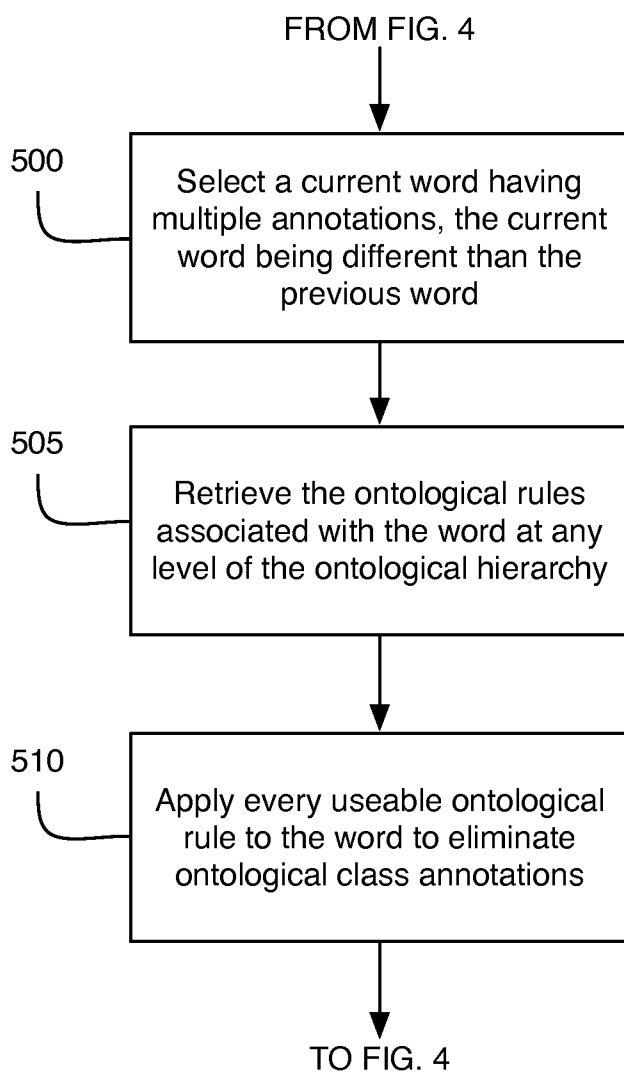 FROM FIG. 4
500
Select a current word having
multiple annotations, the current
word being different than the
previous word
505
Retrieve the ontological rules
associated with the word at any
level of the ontological hierarchy
510
Apply every useable ontological
rule to the word to eliminate
ontological class annotations
TO FIG. 4